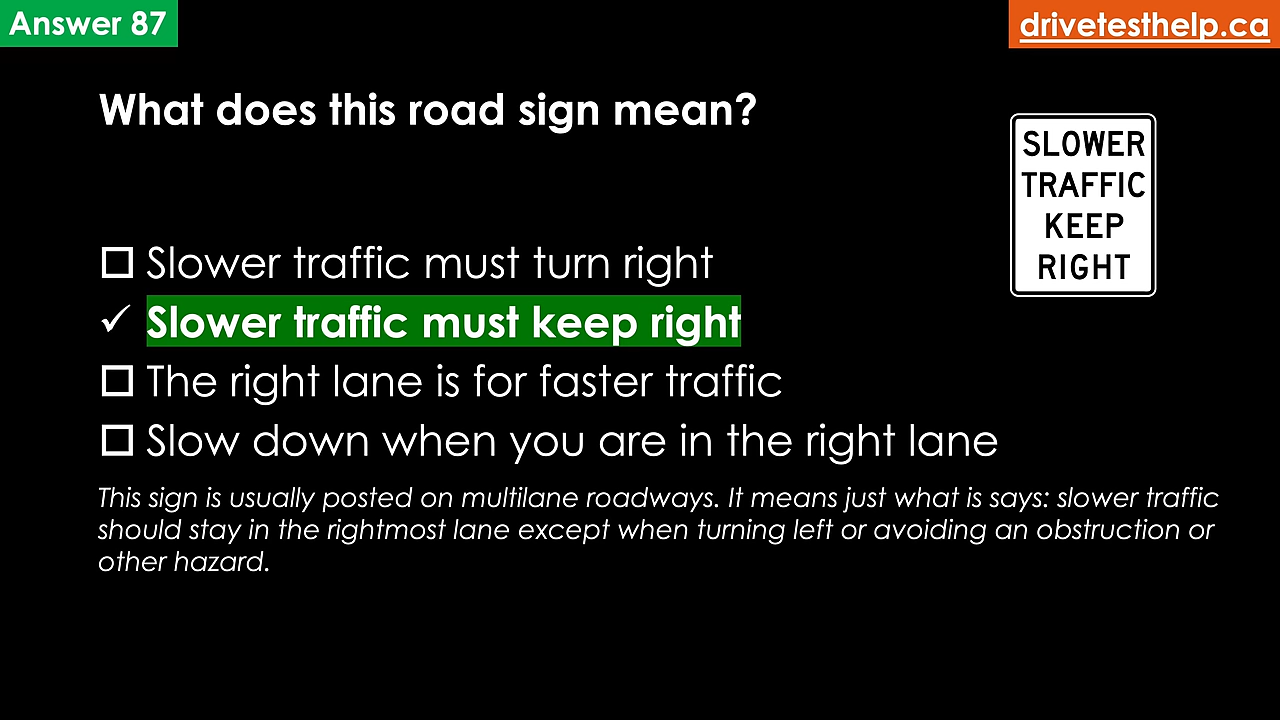 Answer 87
drivetesthelp.ca
What does this road sign mean?
SLOWER
TRAFFIC
KEEP
RIGHT
Slower traffic must turn right
Slower traffic must keep right
The right lane is for faster traffic
Slow down when you are in the right lane
This sign is usually posted on multilane roadways. It means just what is says: slower traffic
should stay in the rightmost lane except when turning left or avoiding an obstruction or
other hazard.